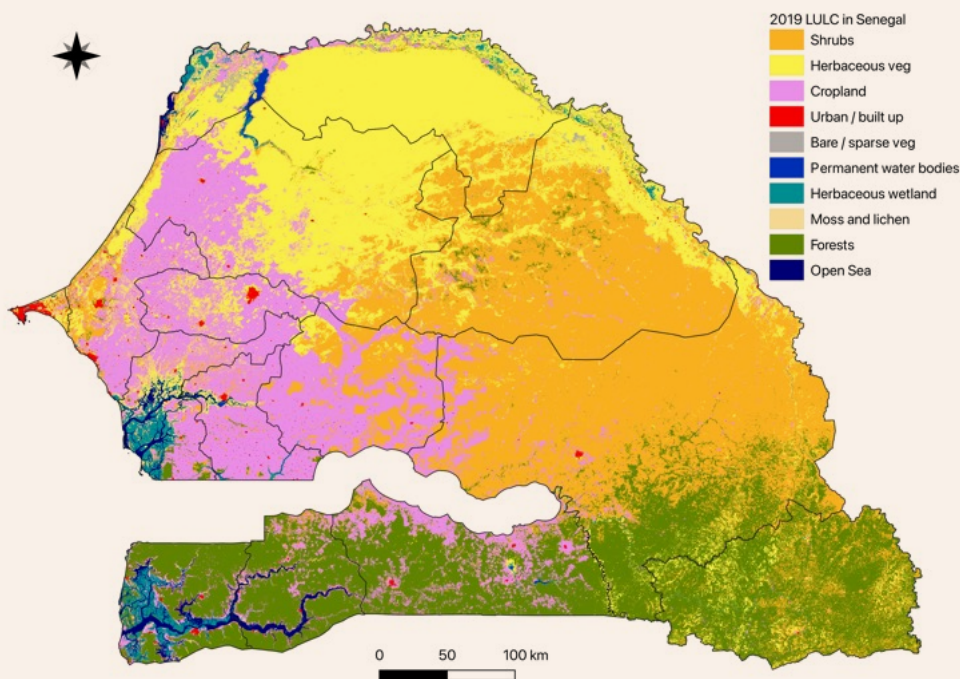 2019 LULC in Senegal
Shrubs
Herbaceous veg
Cropland
Urban / built up
Bare / sparse veg
Permanent water bodies
Herbaceous wetland
Moss and lichen
Forests
Open Sea
0 50 100 km